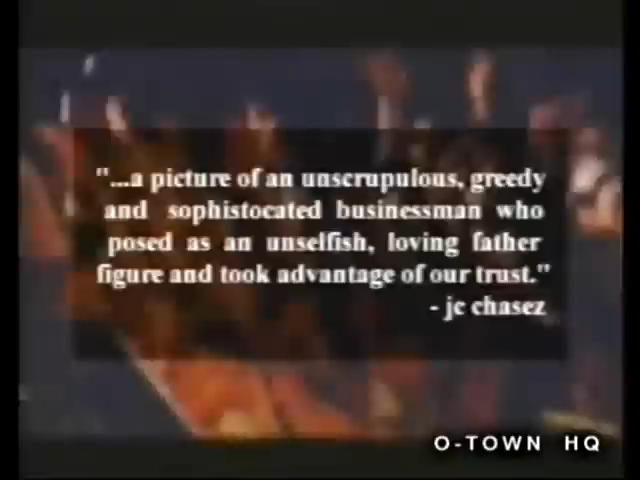 "...a picture of an unscrupulous, greedy
and sophistocated businessman who
posed as an unselfish, loving father
figure and took advantage of our trust."
- jc chasez
O-TOWN HQ